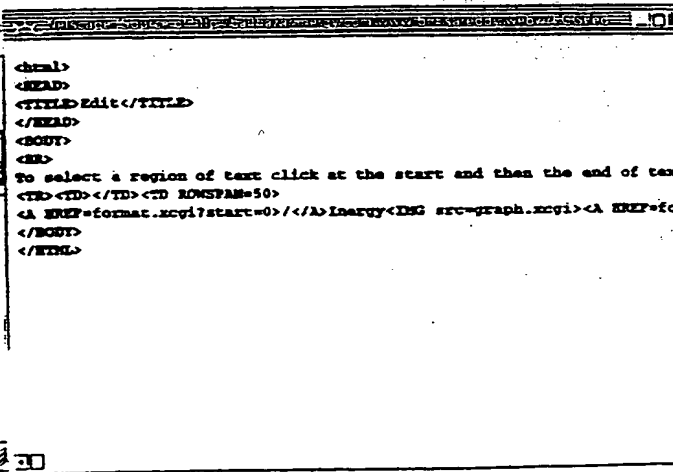 <html>
<HEAD>
<TITLE>Edit</TITLE>
</HEAD>
<BODY>
<HR>
To select a region of text click at the start and then the end of tex
<TR><TD></TD><TD ROWSPAN=50>
<A HREF=format.xcgi?start=0>/</A>Inergy<IMG src=graph.xcgi><A HREF=fo
</BODY>
</HTML>